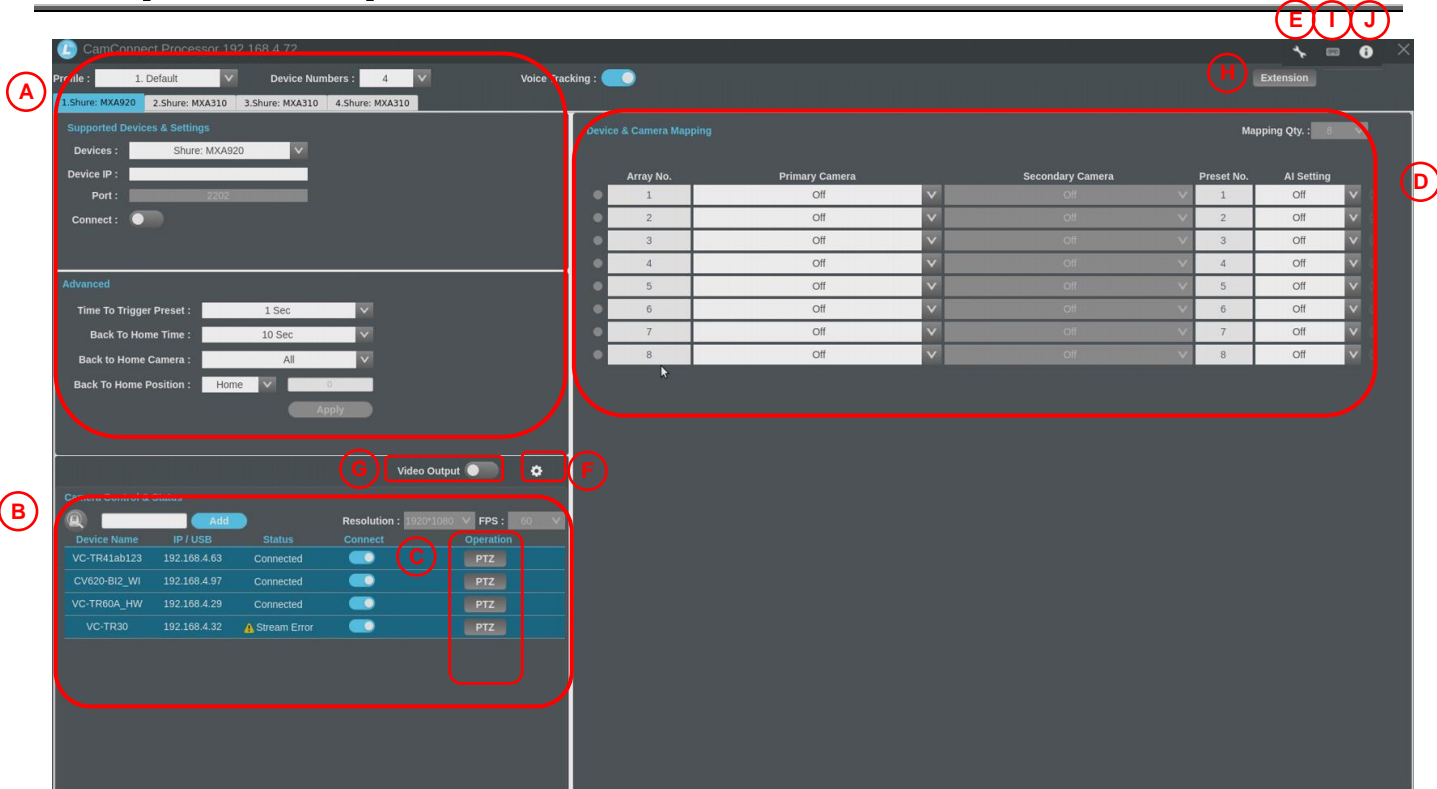 E I J
CamConnect Processor 192.168.4.72
A
Profile : 1. Default Device Numbers : 4 Voice Tracking : H Extension
1.Shure: MXA920 2.Shure: MXA310 3.Shure: MXA310 4.Shure: MXA310
Supported Devices & Settings
Devices : Shure: MXA920
Device IP :
Port : 2202
Connect :
Advanced
Time To Trigger Preset : 1 Sec
Back To Home Time : 10 Sec
Back to Home Camera : All
Back To Home Position : Home 0
Apply
Device & Camera Mapping Mapping Qty. : 8
D
Array No. Primary Camera Secondary Camera Preset No. AI Setting
1 Off Off 1 Off
2 Off Off 2 Off
3 Off Off 3 Off
4 Off Off 4 Off
5 Off Off 5 Off
6 Off Off 6 Off
7 Off Off 7 Off
8 Off Off 8 Off
G Video Output F
B
Camera Control & Status
Add Resolution : 1920*1080 FPS : 60
Device Name IP / USB Status Connect Operation
C
VC-TR41ab123 192.168.4.63 Connected PTZ
CV620-BI2_WI 192.168.4.97 Connected PTZ
VC-TR60A_HW 192.168.4.29 Connected PTZ
VC-TR30 192.168.4.32 Stream Error PTZ